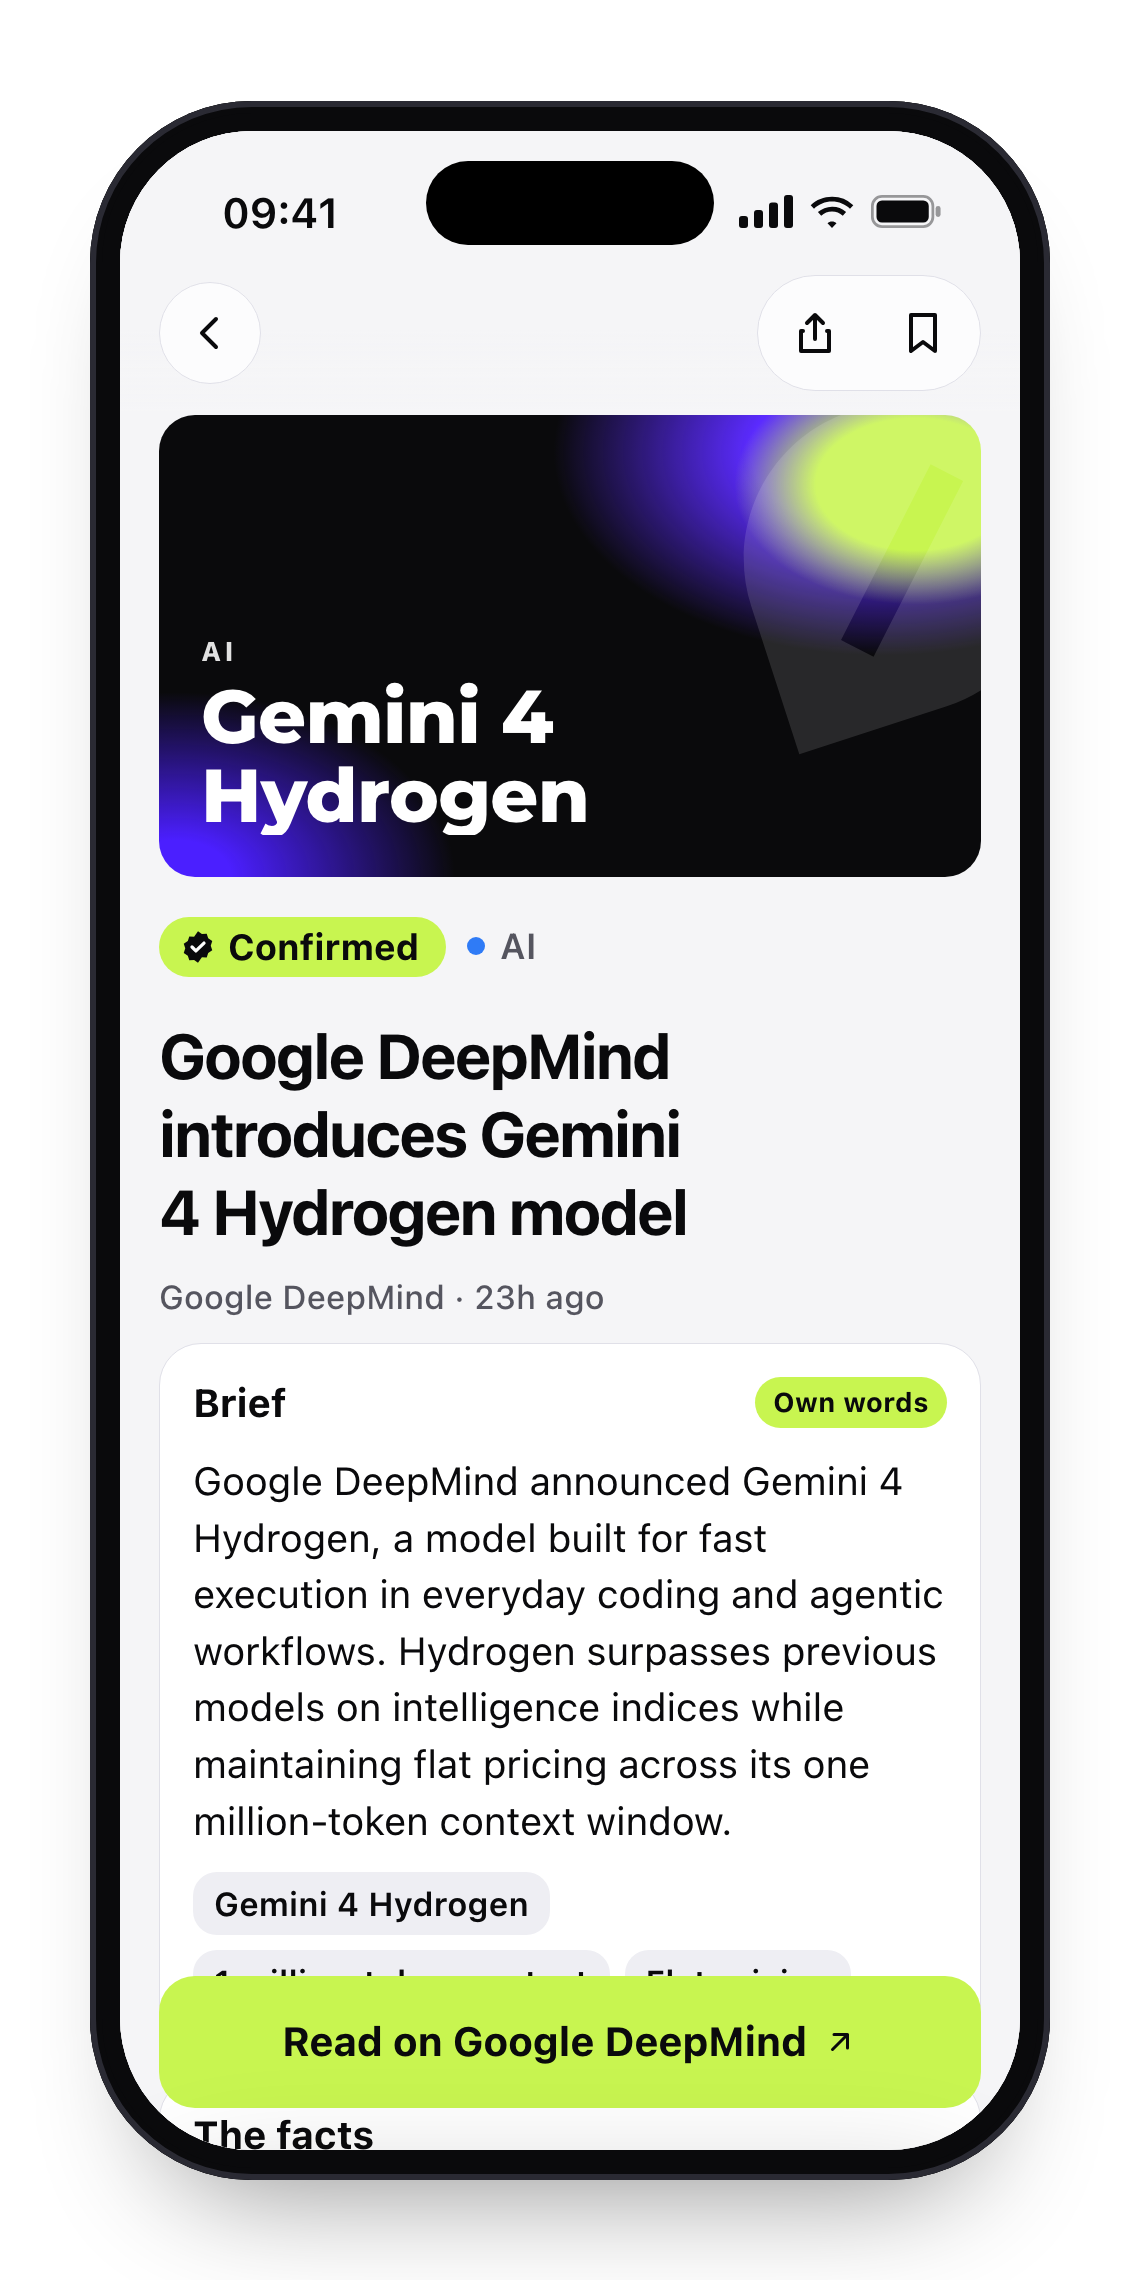 09:41
AI
Gemini 4
Hydrogen
Confirmed
AI
Google DeepMind
introduces Gemini
4 Hydrogen model
Google DeepMind · 23h ago
Brief
Own words
Google DeepMind announced Gemini 4
Hydrogen, a model built for fast
execution in everyday coding and agentic
workflows. Hydrogen surpasses previous
models on intelligence indices while
maintaining flat pricing across its one
million-token context window.
Gemini 4 Hydrogen
Read on Google DeepMind
The facts